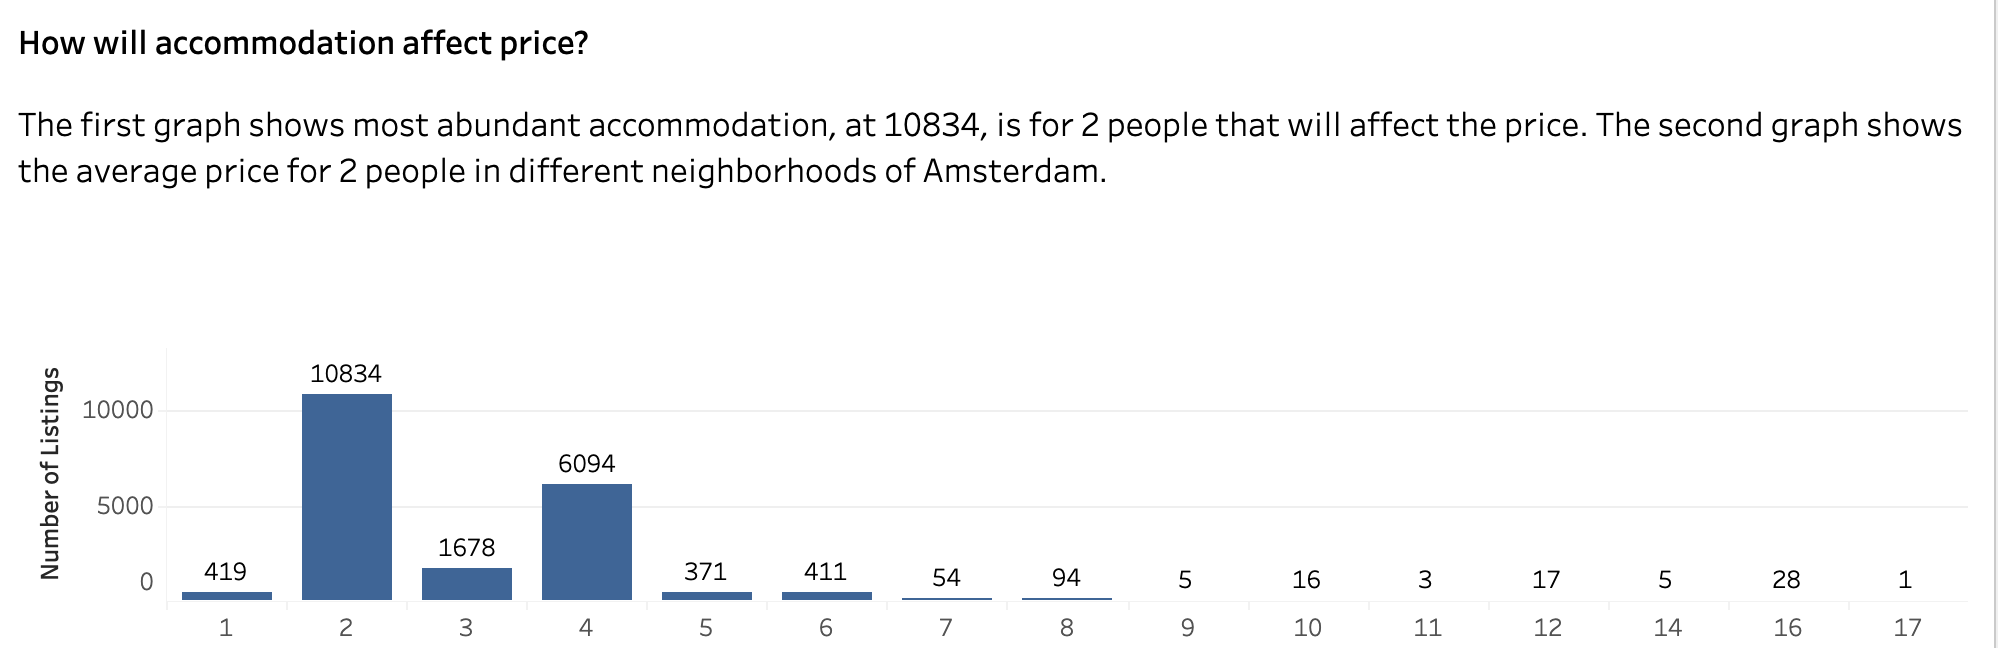 How will accommodation affect price?
The first graph shows most abundant accommodation, at 10834, is for 2 people that will affect the price. The second graph shows
the average price for 2 people in different neighborhoods of Amsterdam.
Number of Listings
10000
5000
0
419 10834 1678 6094 371 411 54 94 5 16 3 17 5 28 1
1 2 3 4 5 6 7 8 9 10 11 12 14 16 17